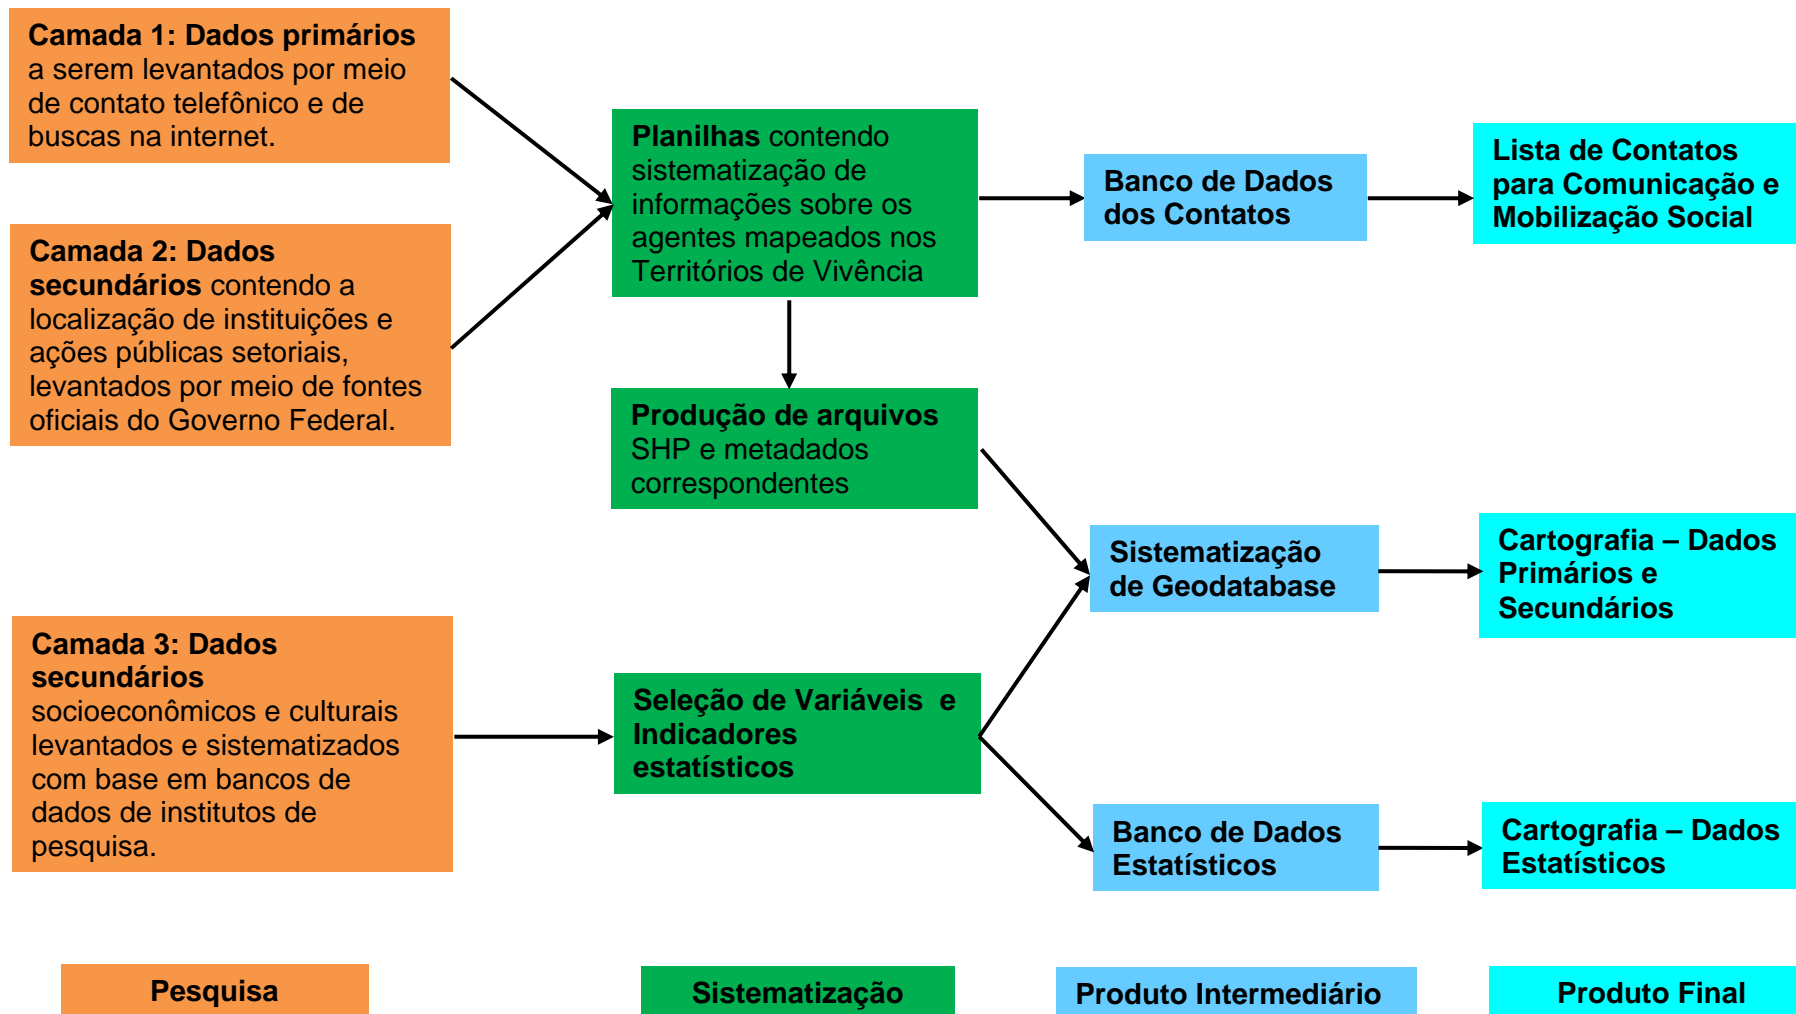 Camada 1: Dados primários
a serem levantados por meio
de contato telefônico e de
buscas na internet.
Camada 2: Dados
secundários contendo a
localização de instituições e
ações públicas setoriais,
levantados por meio de fontes
oficiais do Governo Federal.
Camada 3: Dados
secundários
socioeconômicos e culturais
levantados e sistematizados
com base em bancos de
dados de institutos de
pesquisa.
Planilhas contendo
sistematização de
informações sobre os
agentes mapeados nos
Territórios de Vivência
Produção de arquivos
SHP e metadados
correspondentes
Seleção de Variáveis e
Indicadores
estatísticos
Banco de Dados
dos Contatos
Sistematização
de Geodatabase
Banco de Dados
Estatísticos
Lista de Contatos
para Comunicação e
Mobilização Social
Cartografia – Dados
Primários e
Secundários
Cartografia – Dados
Estatísticos
Pesquisa
Sistematização
Produto Intermediário
Produto Final